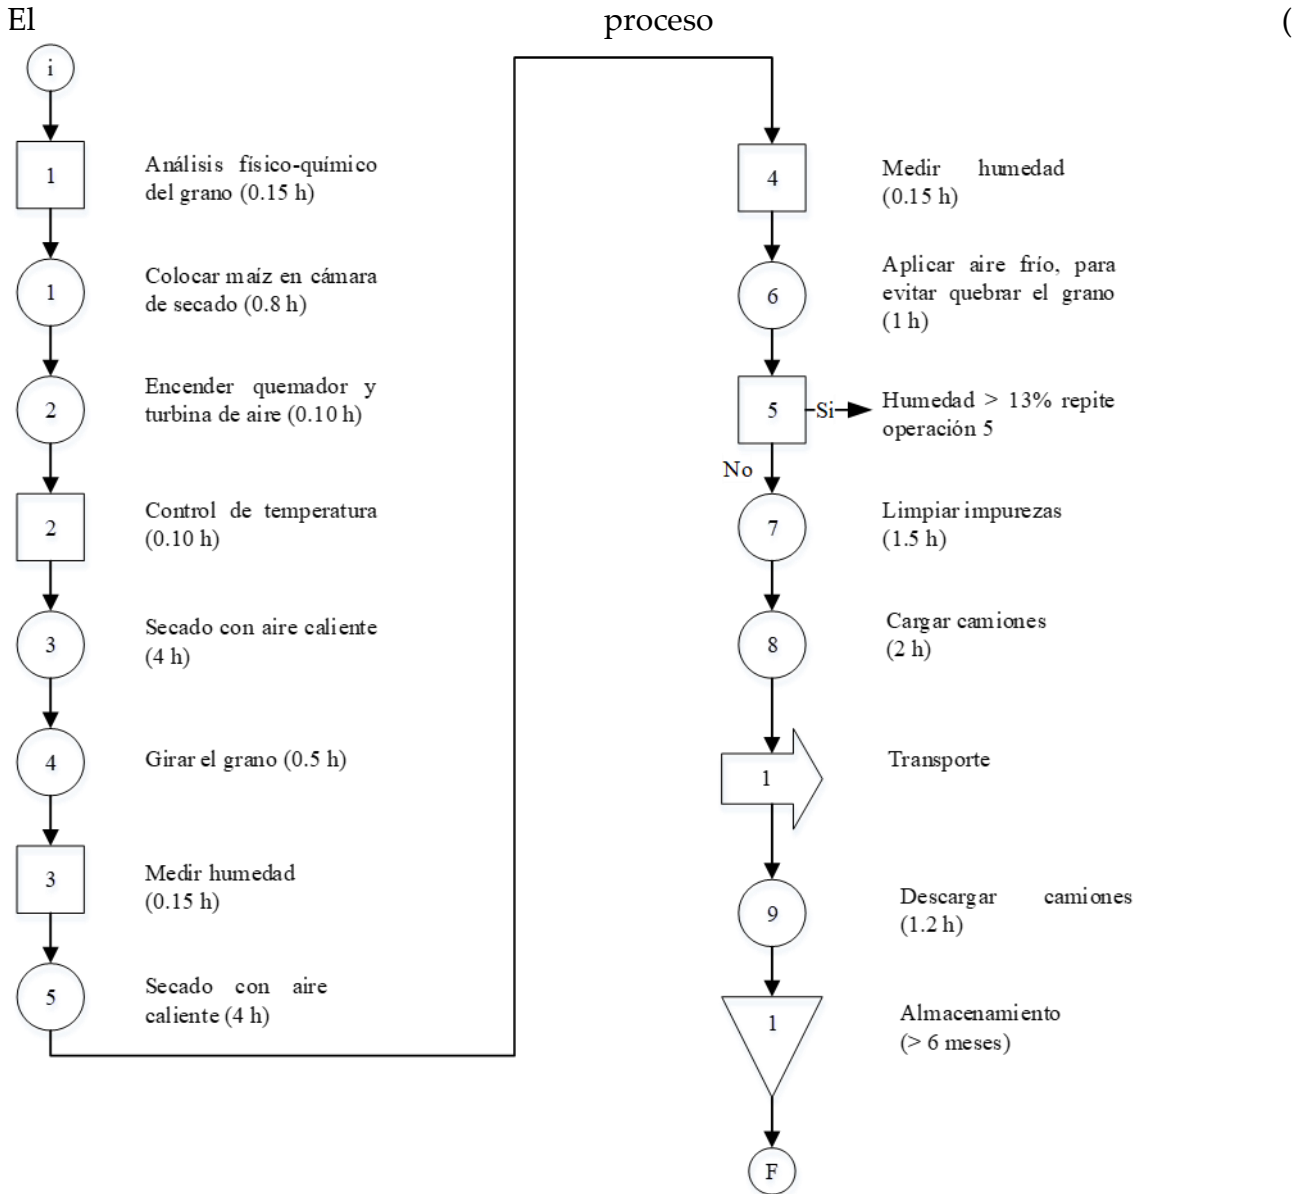 El proceso (
i
1
Análisis físico-químico
del grano (0.15 h)
1
Colocar maíz en cámara
de secado (0.8 h)
2
Encender quemador y
turbina de aire (0.10 h)
2
Control de temperatura
(0.10 h)
3
Secado con aire caliente
(4 h)
4
Girar el grano (0.5 h)
3
Medir humedad
(0.15 h)
5
Secado con aire
caliente (4 h)
4
Medir humedad
(0.15 h)
6
Aplicar aire frío, para
evitar quebrar el grano
(1 h)
5
Si
Humedad > 13% repite
operación 5
No
7
Limpiar impurezas
(1.5 h)
8
Cargar camiones
(2 h)
1
Transporte
9
Descargar camiones
(1.2 h)
1
Almacenamiento
(> 6 meses)
F